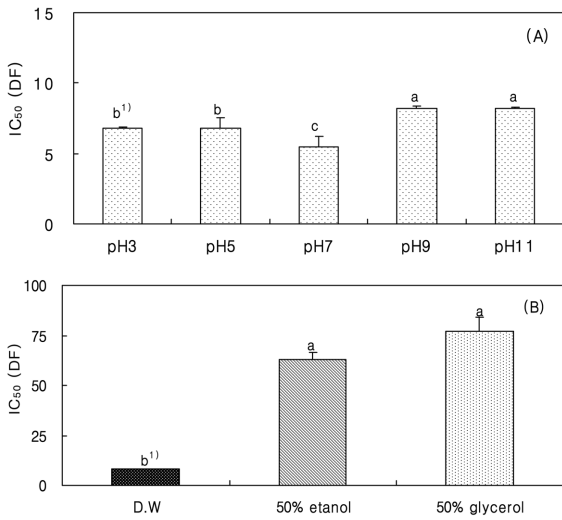 (A)
IC₅₀ (DF)
15
10
5
0
b¹⁾
b
c
a
a
pH3 pH5 pH7 pH9 pH11
(B)
IC₅₀ (DF)
100
75
50
25
0
b¹⁾
a
a
D.W 50% etanol 50% glycerol